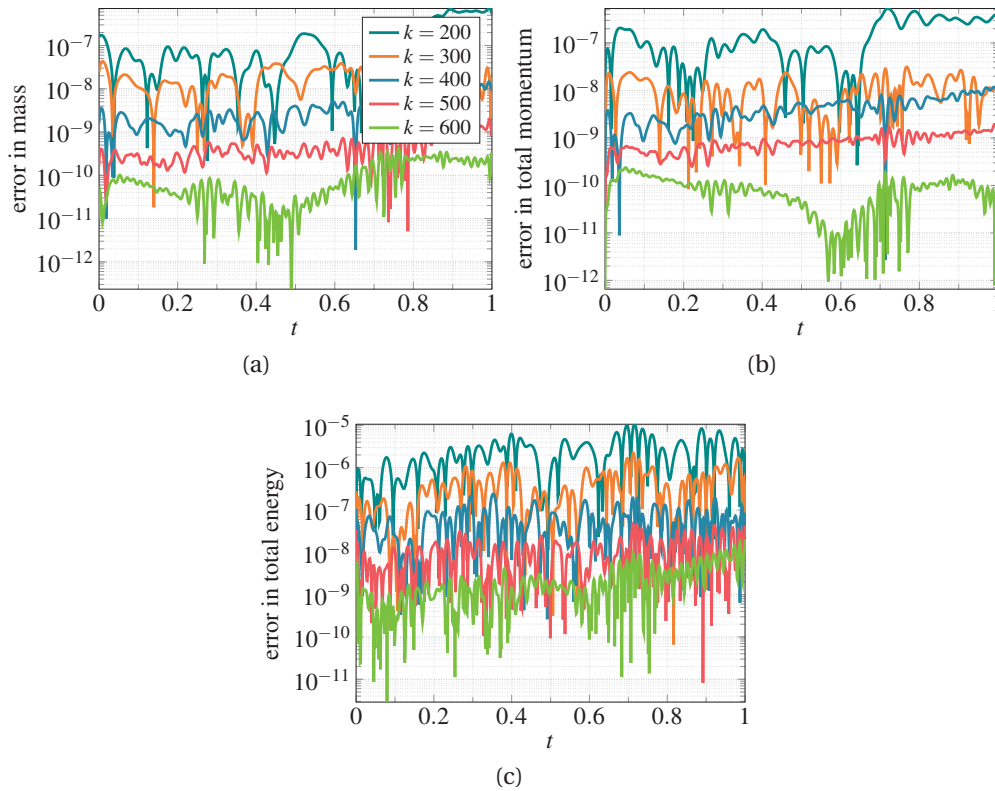 error in mass
10⁻⁷
10⁻⁸
10⁻⁹
10⁻¹⁰
10⁻¹¹
10⁻¹²
0 0.2 0.4 0.6 0.8 1
t
k = 200
k = 300
k = 400
k = 500
k = 600
(a)
error in total momentum
10⁻⁷
10⁻⁸
10⁻⁹
10⁻¹⁰
10⁻¹¹
10⁻¹²
0 0.2 0.4 0.6 0.8 1
t
(b)
error in total energy
10⁻⁵
10⁻⁶
10⁻⁷
10⁻⁸
10⁻⁹
10⁻¹⁰
10⁻¹¹
0 0.2 0.4 0.6 0.8 1
t
(c)